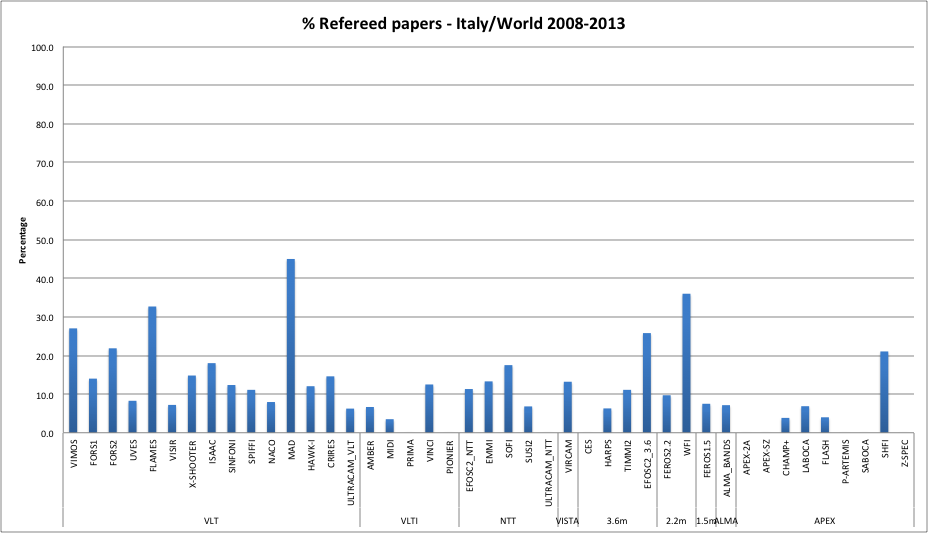 % Refereed papers - Italy/World 2008-2013
100.0
90.0
80.0
70.0
60.0
50.0
40.0
30.0
20.0
10.0
0.0
Percentage
VIMOS
FORS1
FORS2
UVES
FLAMES
VISIR
X-SHOOTER
ISAAC
SINFONI
SPIFFI
NACO
MAD
HAWK-I
CRIRES
ULTRACAM_VLT
AMBER
MIDI
PRIMA
VINCI
PIONIER
EFOSC2_NTT
EMMI
SOFI
SUSI2
ULTRACAM_NTT
VIRCAM
CES
HARPS
TIMMI2
EFOSC2_3.6
FEROS2.2
WFI
FEROS1.5
ALMA_BANDS
APEX-2A
APEX-SZ
CHAMP+
LABOCA
FLASH
P-ARTEMIS
SABOCA
SHFI
Z-SPEC
VLT
VLTI
NTT
VISTA
3.6m
2.2m
1.5m
ALMA
APEX